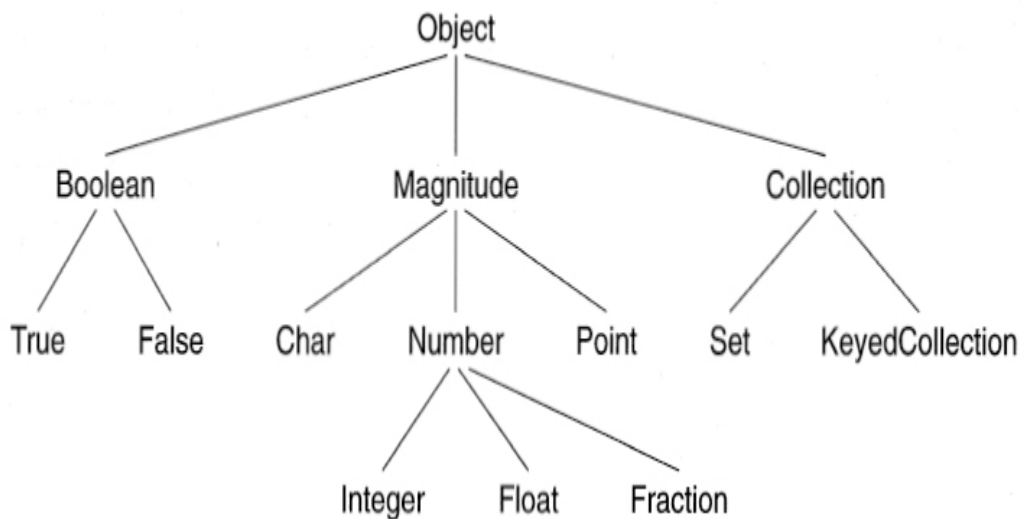 Object
Boolean Magnitude Collection
True False Char Number Point Set KeyedCollection
Integer Float Fraction